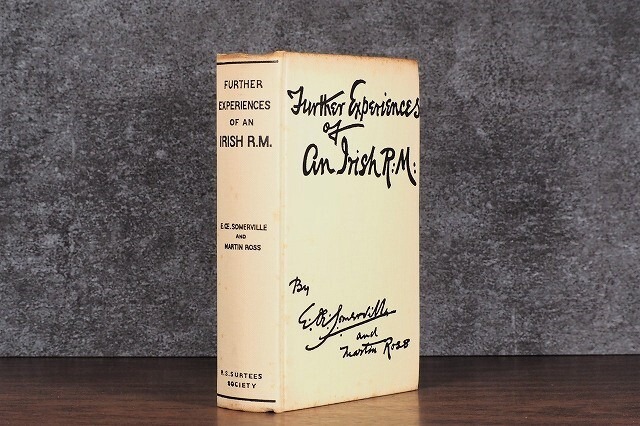 FURTHER
EXPERIENCES
OF AN
IRISH R.M.
E.Œ.SOMERVILLE
AND
MARTIN ROSS
R.S.SURTEES
SOCIETY
Further Experiences
of
An Irish R.M:
By
E.Œ.Somerville
and
Martin Ross